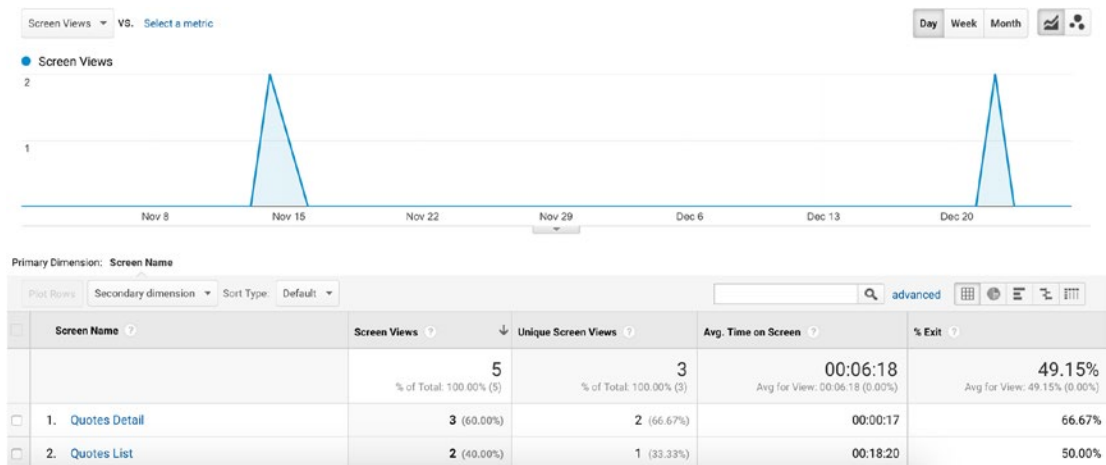 Screen Views VS. Select a metric Day Week Month
Screen Views
2
1
Nov 8 Nov 15 Nov 22 Nov 29 Dec 6 Dec 13 Dec 20
Primary Dimension: Screen Name
Plot Rows Secondary dimension Sort Type: Default advanced
Screen Name ? Screen Views ? Unique Screen Views ? Avg. Time on Screen ? % Exit ?
5 3 00:06:18 49.15%
% of Total: 100.00% (5) % of Total: 100.00% (3) Avg for View: 00:06:18 (0.00%) Avg for View: 49.15% (0.00%)
1. Quotes Detail 3 (60.00%) 2 (66.67%) 00:00:17 66.67%
2. Quotes List 2 (40.00%) 1 (33.33%) 00:18:20 50.00%